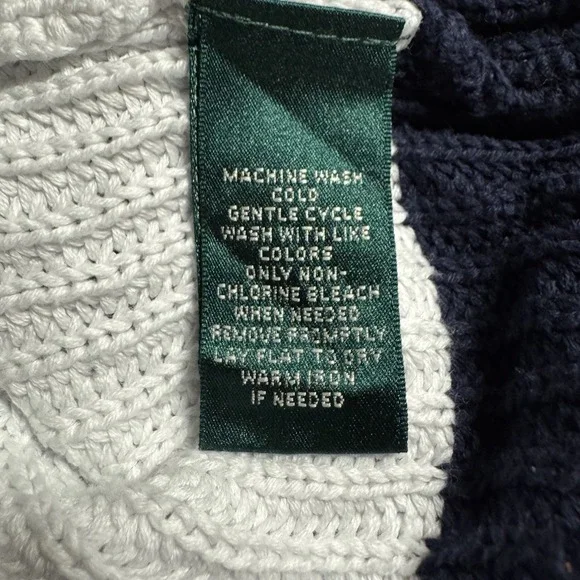 MACHINE WASH
COLD
GENTLE CYCLE
WASH WITH LIKE
COLORS
ONLY NON-
CHLORINE BLEACH
WHEN NEEDED
REMOVE PROMPTLY
LAY FLAT TO DRY
WARM IRON
IF NEEDED